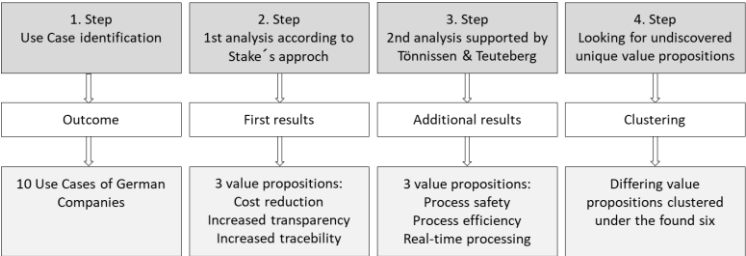 1. Step
Use Case identification
2. Step
1st analysis according to
Stake´s approch
3. Step
2nd analysis supported by
Tönnissen & Teuteberg
4. Step
Looking for undiscovered
unique value propositions
Outcome
First results
Additional results
Clustering
10 Use Cases of German
Companies
3 value propositions:
Cost reduction
Increased transparency
Increased tracebility
3 value propositions:
Process safety
Process efficiency
Real-time processing
Differing value
propositions clustered
under the found six